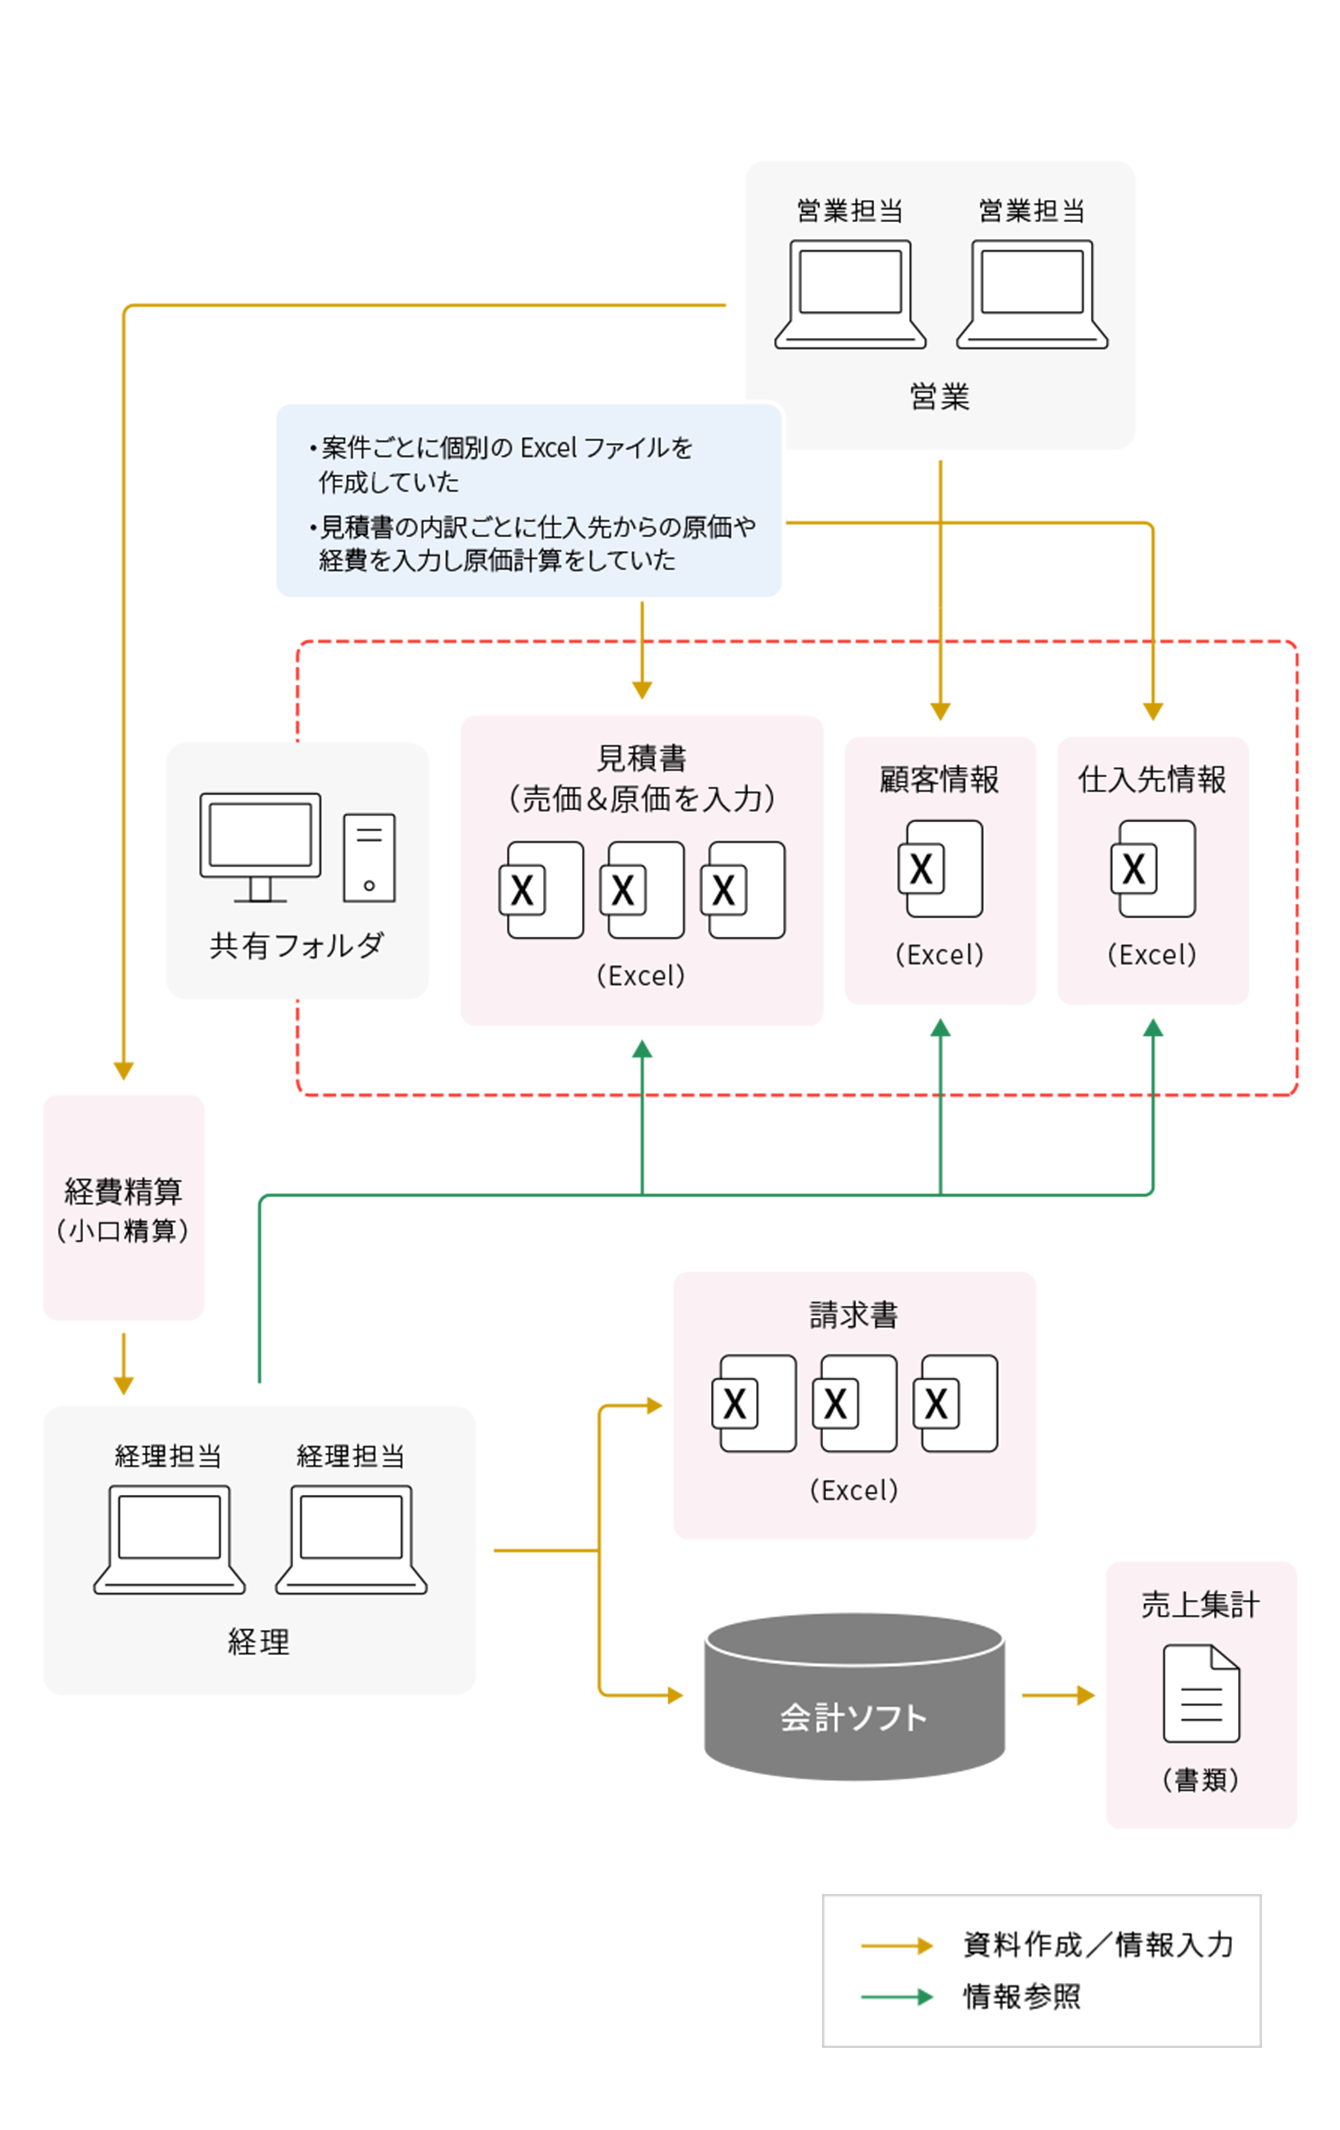 営業担当
営業担当
営業
・案件ごとに個別の Excel ファイルを
作成していた
・見積書の内訳ごとに仕入先からの原価や
経費を入力し原価計算をしていた
共有フォルダ
見積書
（売価＆原価を入力）
X
X
X
（Excel）
顧客情報
X
（Excel）
仕入先情報
X
（Excel）
経費精算
（小口精算）
経理担当
経理担当
経理
請求書
X
X
X
（Excel）
会計ソフト
売上集計
（書類）
資料作成／情報入力
情報参照